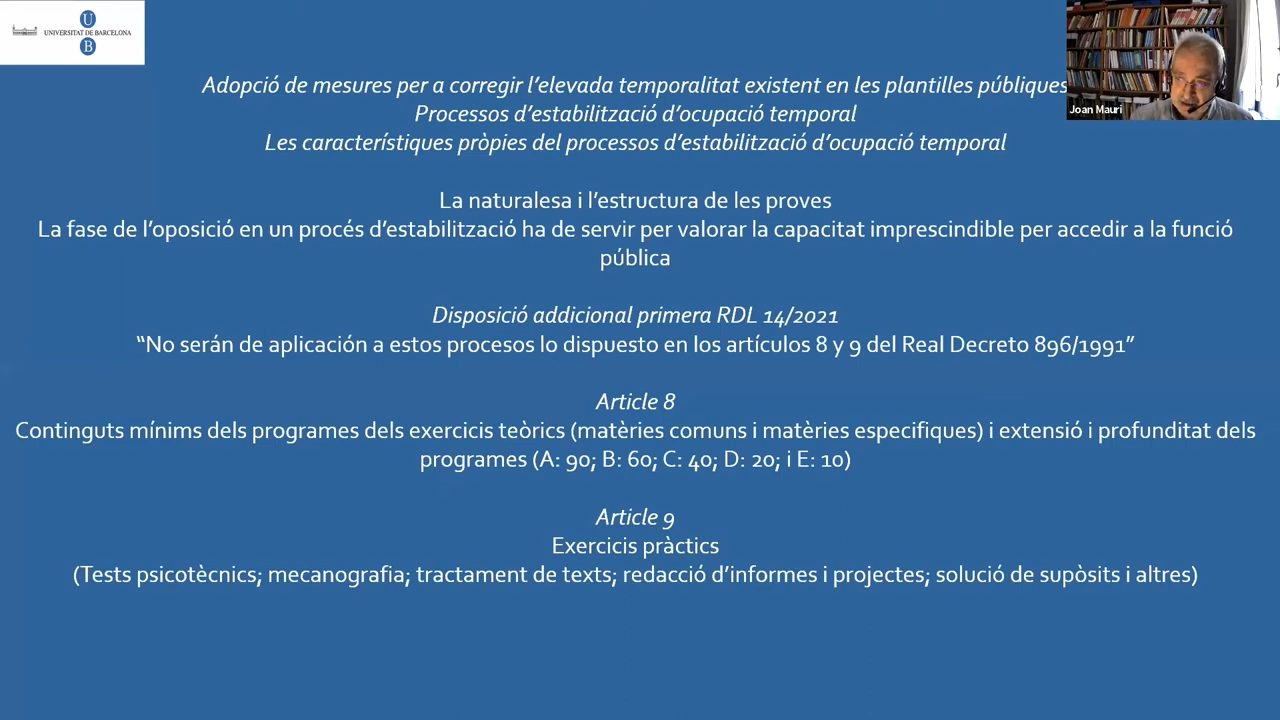 U
UNIVERSITAT DE BARCELONA
B
Joan Mauri
Adopció de mesures per a corregir l’elevada temporalitat existent en les plantilles públiques
Processos d’estabilització d’ocupació temporal
Les característiques pròpies del processos d’estabilització d’ocupació temporal
La naturalesa i l’estructura de les proves
La fase de l’oposició en un procés d’estabilització ha de servir per valorar la capacitat imprescindible per accedir a la funció
pública
Disposició addicional primera RDL 14/2021
“No serán de aplicación a estos procesos lo dispuesto en los artículos 8 y 9 del Real Decreto 896/1991”
Article 8
Continguts mínims dels programes dels exercicis teòrics (matèries comuns i matèries especifiques) i extensió i profunditat dels
programes (A: 90; B: 60; C: 40; D: 20; i E: 10)
Article 9
Exercicis pràctics
(Tests psicotècnics; mecanografia; tractament de texts; redacció d’informes i projectes; solució de supòsits i altres)